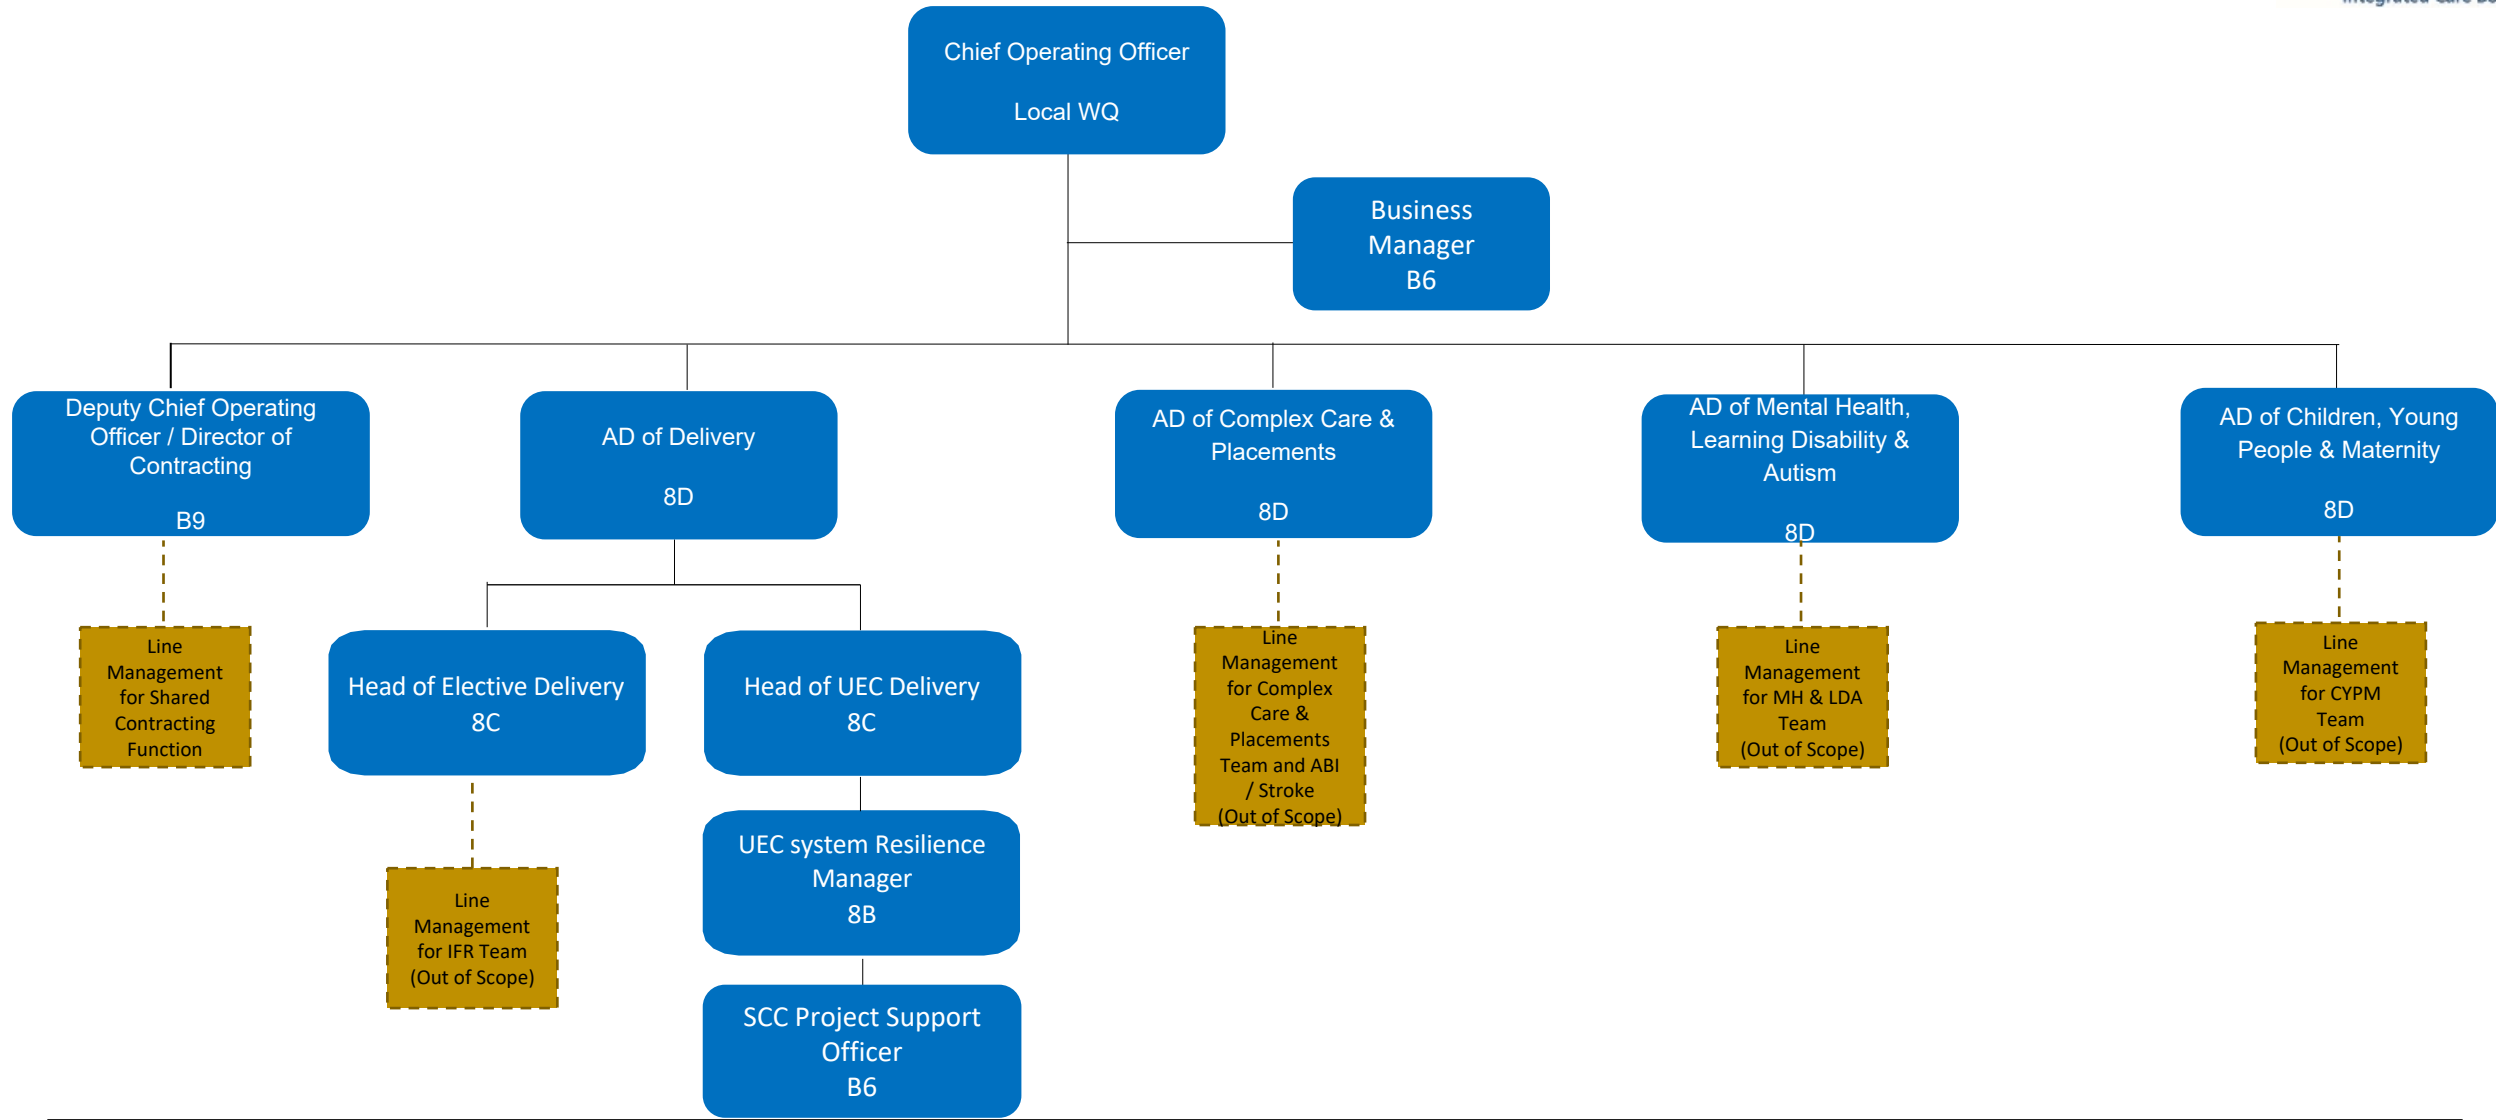 Chief Operating Officer
Local WQ
Business
Manager
B6
Deputy Chief Operating
Officer / Director of
Contracting
B9
AD of Delivery
8D
AD of Complex Care &
Placements
8D
AD of Mental Health,
Learning Disability &
Autism
8D
AD of Children, Young
People & Maternity
8D
Line
Management
for Shared
Contracting
Function
Head of Elective Delivery
8C
Head of UEC Delivery
8C
Line
Management
for Complex
Care &
Placements
Team and ABI
/ Stroke
(Out of Scope)
Line
Management
for MH & LDA
Team
(Out of Scope)
Line
Management
for CYPM
Team
(Out of Scope)
Line
Management
for IFR Team
(Out of Scope)
UEC system Resilience
Manager
8B
SCC Project Support
Officer
B6